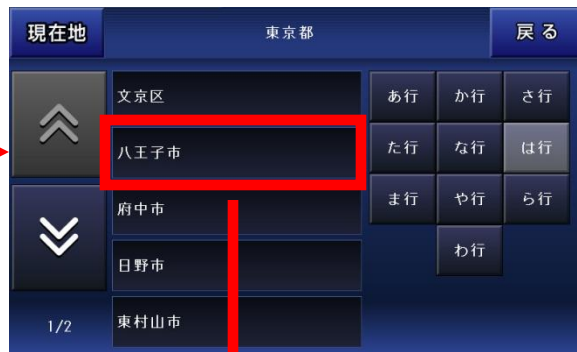 現在地
東京都
戻る
文京区
八王子市
府中市
日野市
東村山市
1/2
あ行
か行
さ行
た行
な行
は行
ま行
や行
ら行
わ行